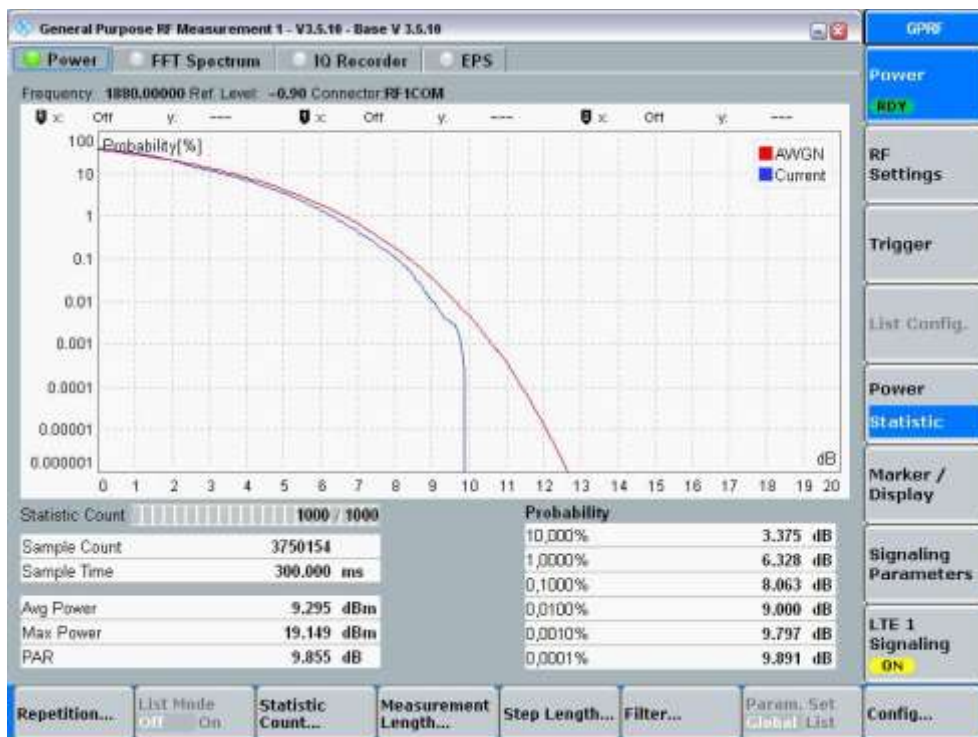 General Purpose RF Measurement 1 - V3.5.10 - Base V 3.5.10
GPRF
Power
FFT Spectrum
IQ Recorder
EPS
Frequency: 1880.00000 Ref. Level: -0.90 Connector:RF1COM
x: Off y: --- x: Off y: --- x: Off y: ---
Probability[%]
AWGN
Current
100
10
1
0.1
0.01
0.001
0.0001
0.00001
0.000001
dB
0 1 2 3 4 5 6 7 8 9 10 11 12 13 14 15 16 17 18 19 20
Statistic Count 1000 / 1000
Sample Count 3750154
Sample Time 300.000 ms
Avg Power 9.295 dBm
Max Power 19.149 dBm
PAR 9.855 dB
Probability
10,000% 3.375 dB
1,0000% 6.328 dB
0,1000% 8.063 dB
0,0100% 9.000 dB
0,0010% 9.797 dB
0,0001% 9.891 dB
Power
RDY
RF
Settings
Trigger
List Config.
Power
Statistic
Marker /
Display
Signaling
Parameters
LTE 1
Signaling
ON
Repetition...
List Mode
Off On
Statistic
Count...
Measurement
Length...
Step Length...
Filter...
Param. Set
Global List
Config...